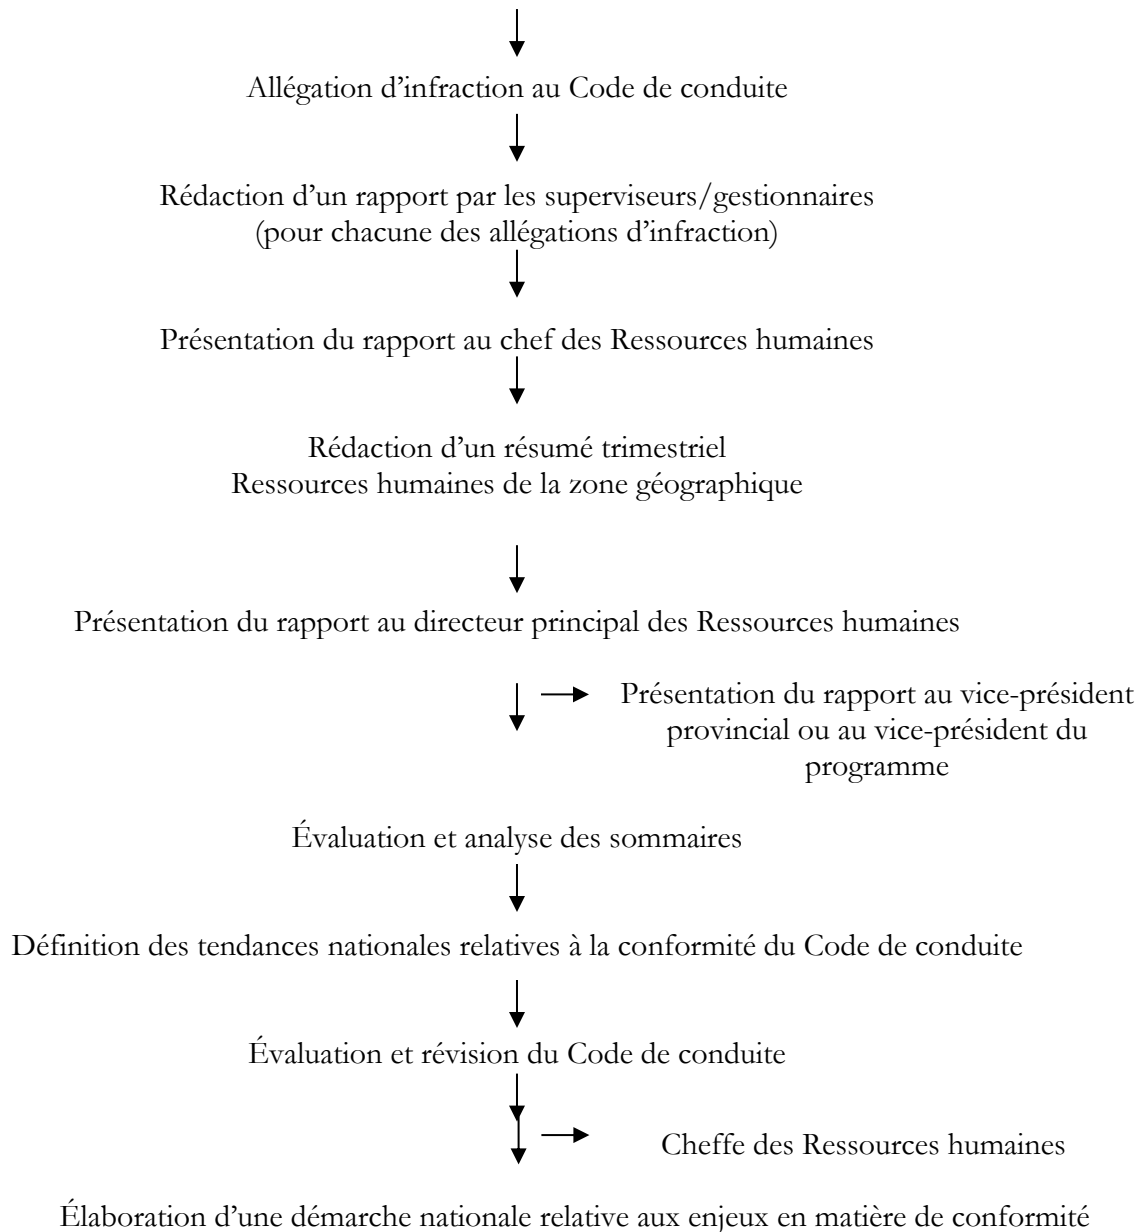 Allégation d’infraction au Code de conduite
Rédaction d’un rapport par les superviseurs/gestionnaires
(pour chacune des allégations d’infraction)
Présentation du rapport au chef des Ressources humaines
Rédaction d’un résumé trimestriel
Ressources humaines de la zone géographique
Présentation du rapport au directeur principal des Ressources humaines
Présentation du rapport au vice-président
provincial ou au vice-président du
programme
Évaluation et analyse des sommaires
Définition des tendances nationales relatives à la conformité du Code de conduite
Évaluation et révision du Code de conduite
Cheffe des Ressources humaines
Élaboration d’une démarche nationale relative aux enjeux en matière de conformité